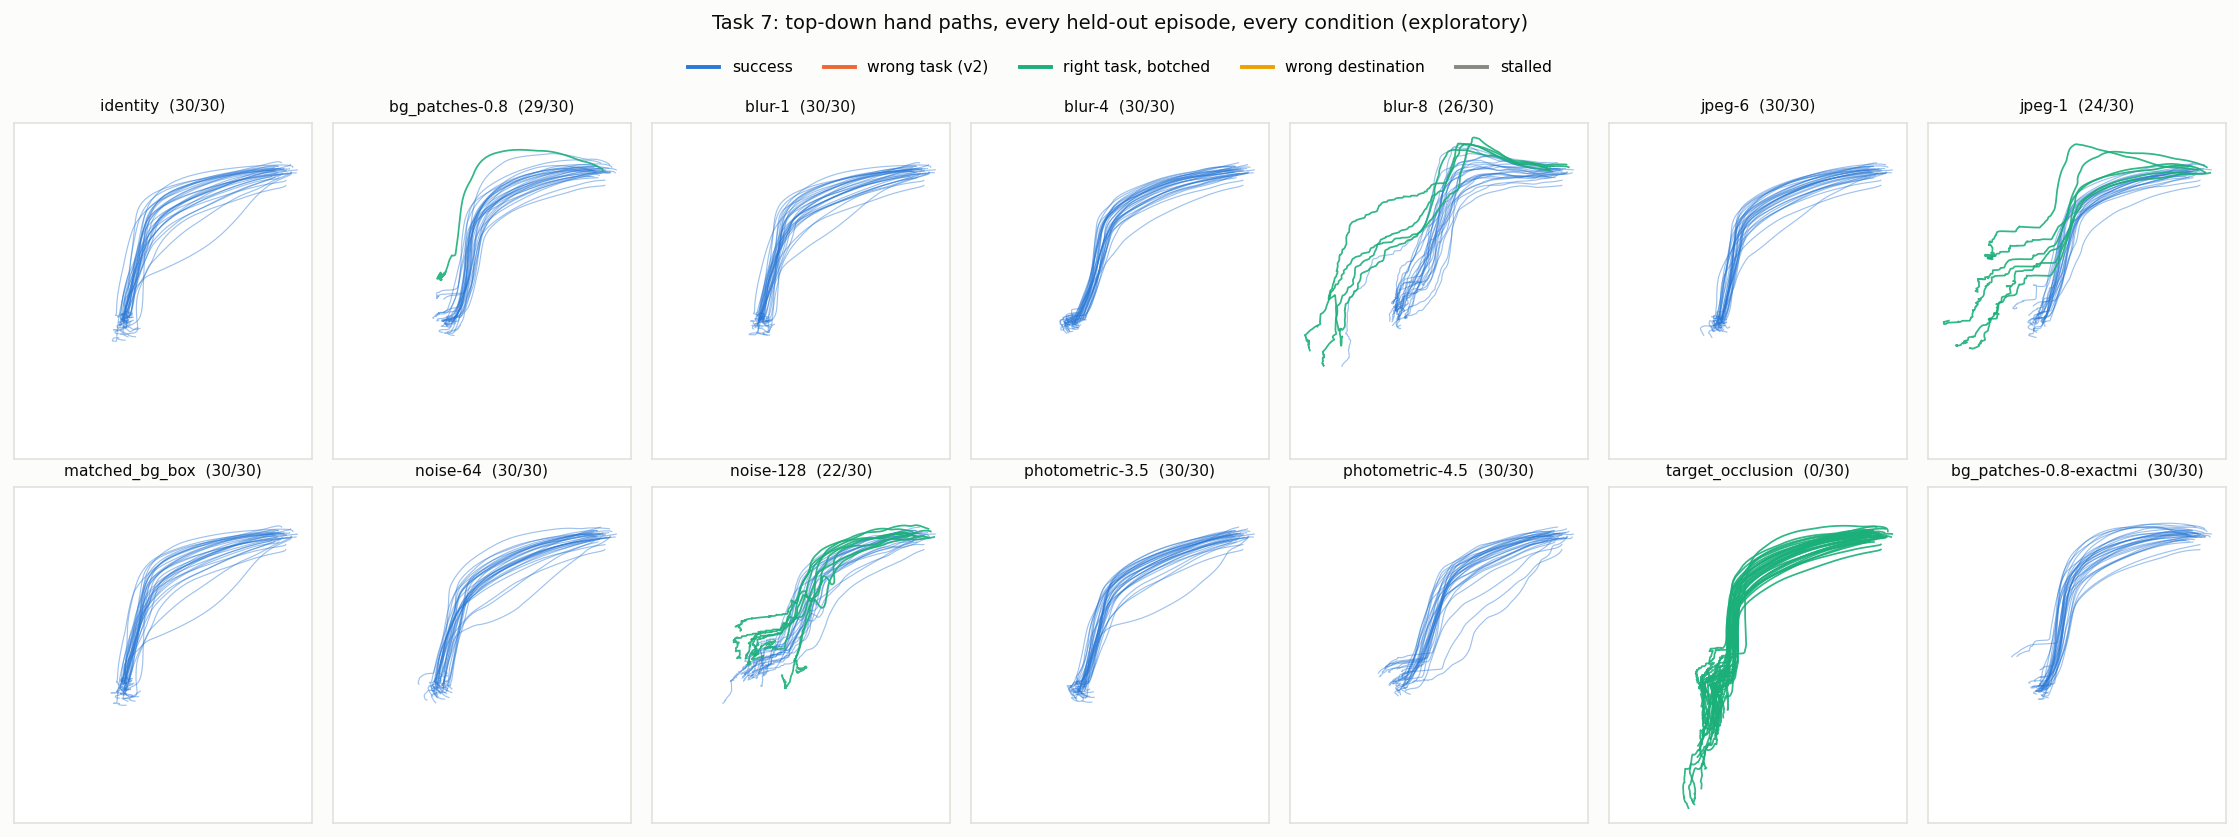 Task 7: top-down hand paths, every held-out episode, every condition (exploratory)
success wrong task (v2) right task, botched wrong destination stalled
identity (30/30) bg_patches-0.8 (29/30) blur-1 (30/30) blur-4 (30/30) blur-8 (26/30) jpeg-6 (30/30) jpeg-1 (24/30)
matched_bg_box (30/30) noise-64 (30/30) noise-128 (22/30) photometric-3.5 (30/30) photometric-4.5 (30/30) target_occlusion (0/30) bg_patches-0.8-exactmi (30/30)